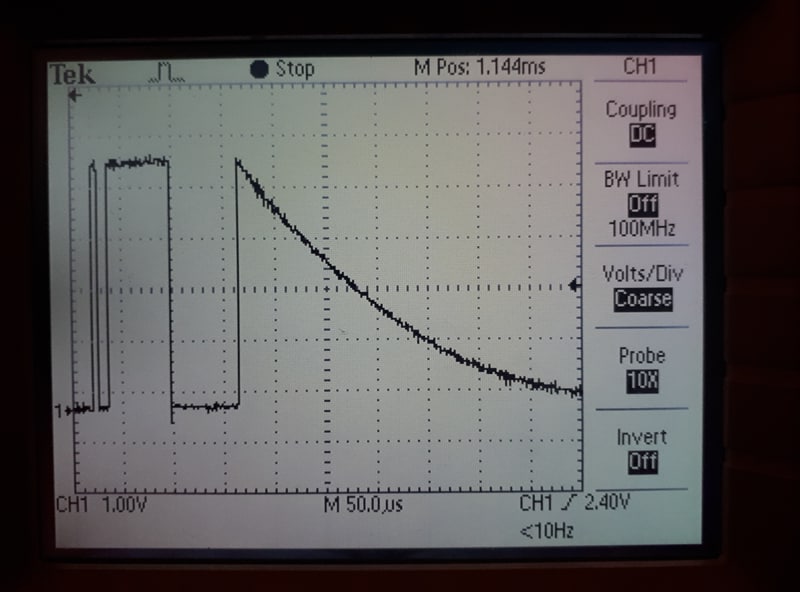 Tek Stop M Pos: 1.144ms CH1
Coupling
DC
BW Limit
Off
100MHz
Volts/Div
Coarse
Probe
10X
Invert
Off
1
CH1 1.00V M 50.0µs CH1 2.40V
<10Hz